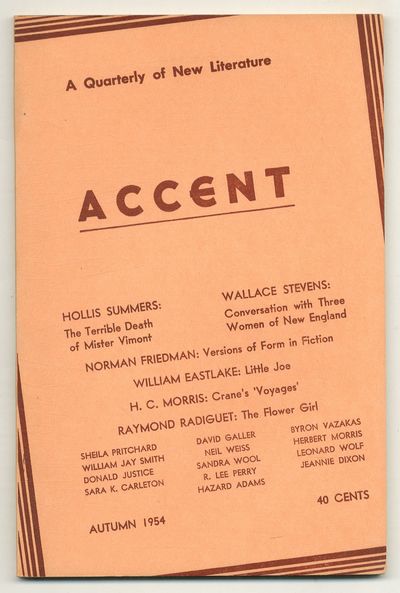 A Quarterly of New Literature
ACCENT
HOLLIS SUMMERS:
The Terrible Death
of Mister Vimont
WALLACE STEVENS:
Conversation with Three
Women of New England
NORMAN FRIEDMAN: Versions of Form in Fiction
WILLIAM EASTLAKE: Little Joe
H. C. MORRIS: Crane's 'Voyages'
RAYMOND RADIGUET: The Flower Girl
SHEILA PRITCHARD
WILLIAM JAY SMITH
DONALD JUSTICE
SARA K. CARLETON
DAVID GALLER
NEIL WEISS
SANDRA WOOL
R. LEE PERRY
HAZARD ADAMS
BYRON VAZAKAS
HERBERT MORRIS
LEONARD WOLF
JEANNIE DIXON
AUTUMN 1954
40 CENTS